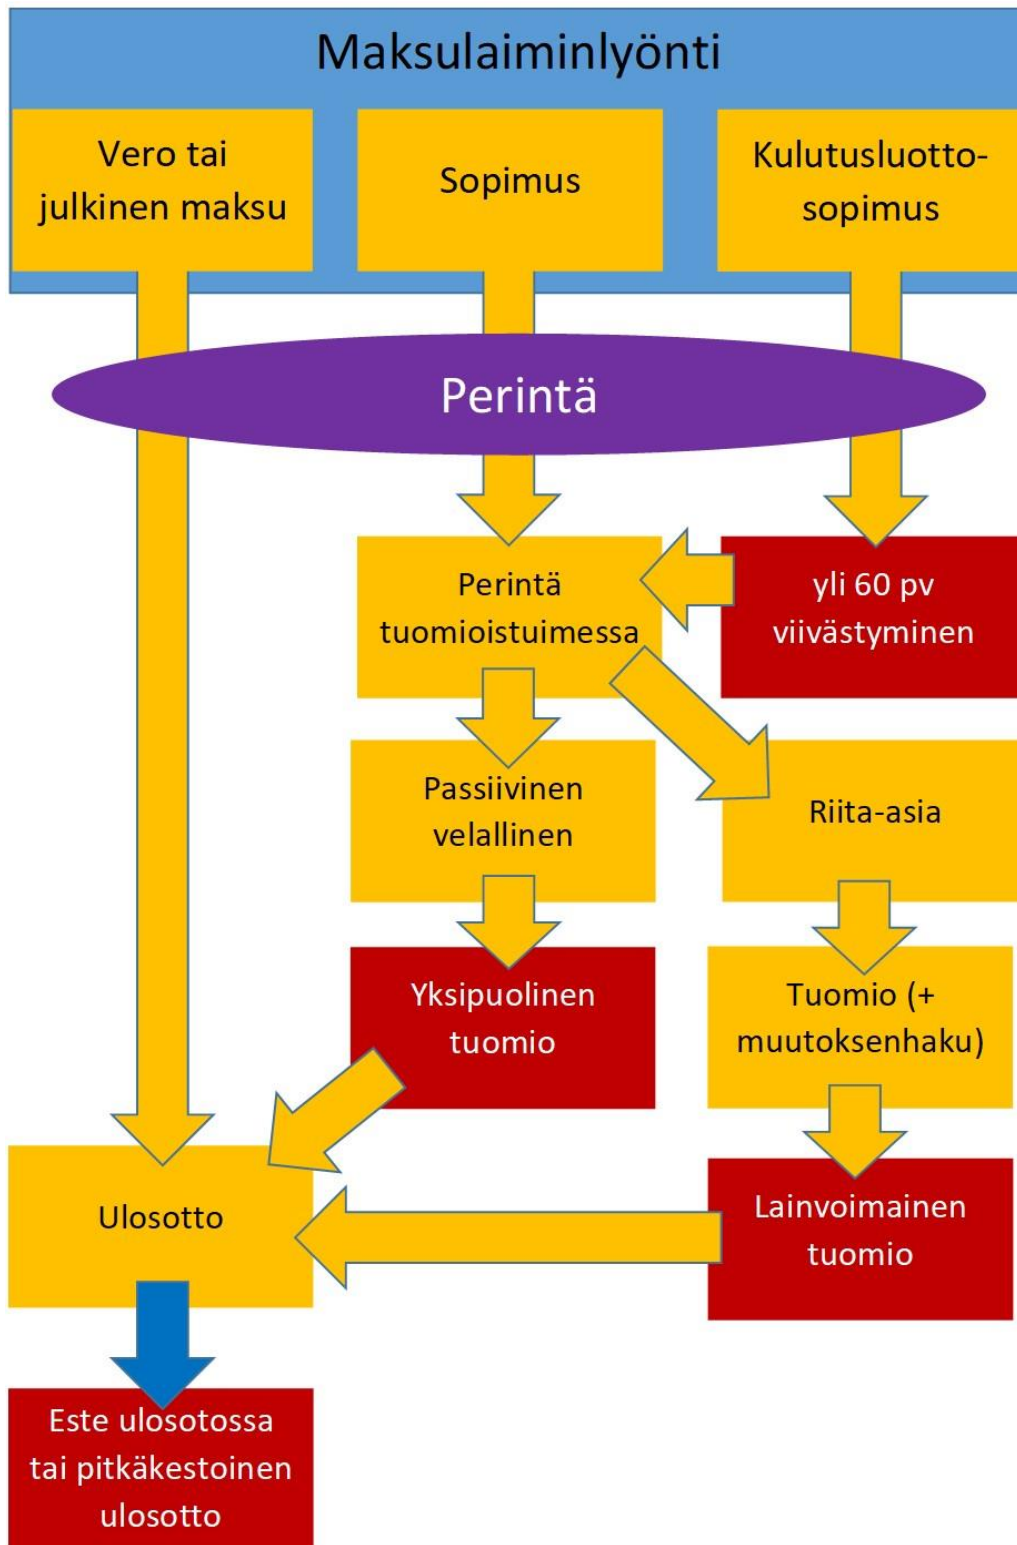 Maksulaiminlyönti
Vero tai
julkinen maksu
Sopimus
Kulutusluotto-
sopimus
Perintä
Perintä
tuomioistuimessa
yli 60 pv
viivästyminen
Passiivinen
velallinen
Riita-asia
Yksipuolinen
tuomio
Tuomio (+
muutoksenhaku)
Ulosotto
Lainvoimainen
tuomio
Este ulosotossa
tai pitkäkestoinen
ulosotto